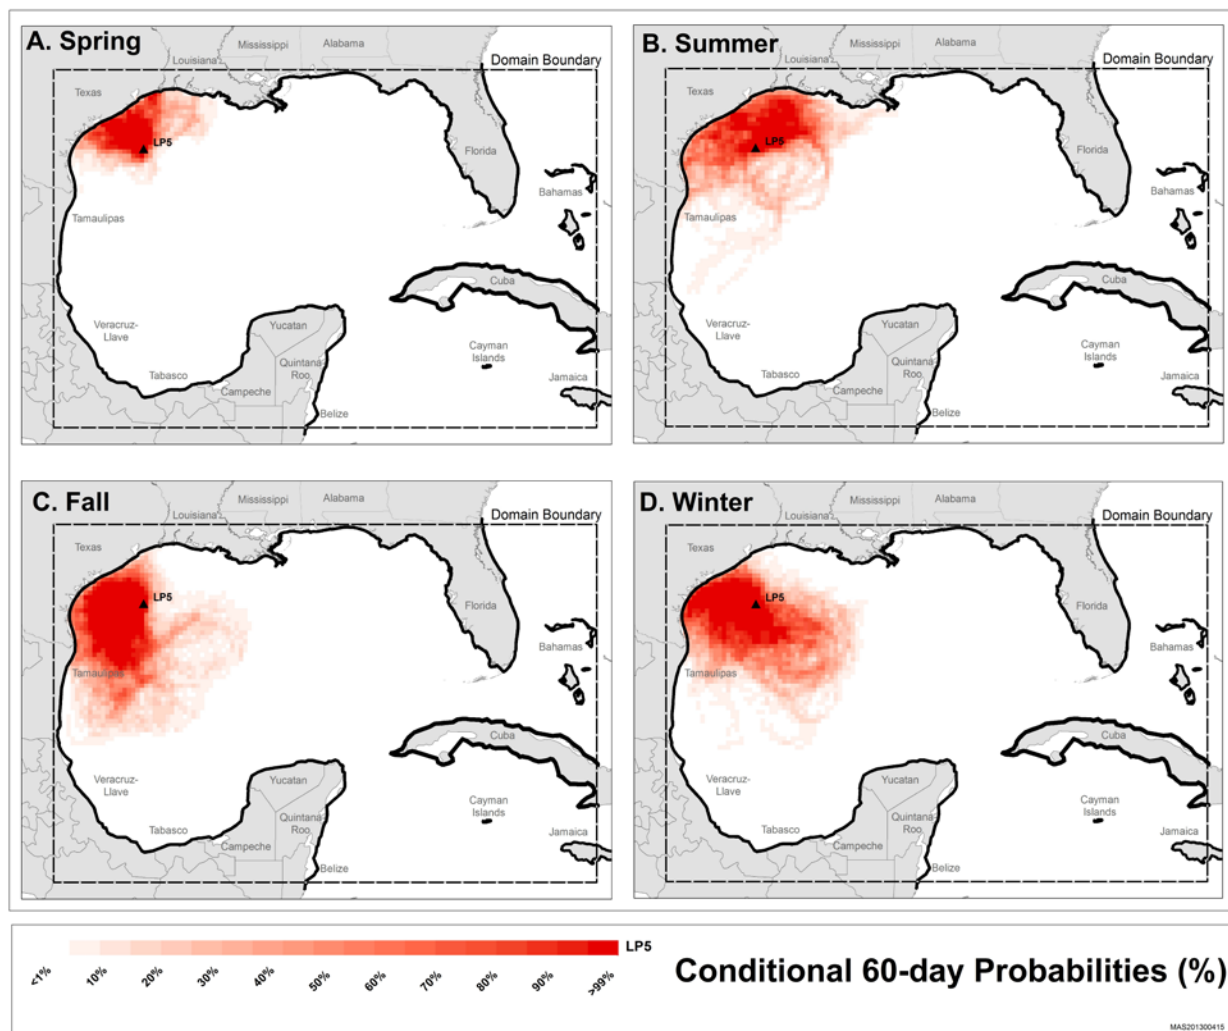 A. Spring
Mississippi
Alabama
Louisiana
Domain Boundary
Texas
LP5
Florida
Bahamas
Tamaulipas
Cuba
Veracruz-
Llave
Yucatan
Cayman
Islands
Quintana
Roo
Tabasco
Campeche
Jamaica
Belize
B. Summer
Mississippi
Alabama
Louisiana
Domain Boundary
Texas
LP5
Florida
Bahamas
Tamaulipas
Cuba
Veracruz-
Llave
Yucatan
Cayman
Islands
Quintana
Roo
Tabasco
Campeche
Jamaica
Belize
C. Fall
Mississippi
Alabama
Louisiana
Domain Boundary
Texas
LP5
Florida
Bahamas
Tamaulipas
Cuba
Veracruz-
Llave
Yucatan
Cayman
Islands
Quintana
Roo
Tabasco
Campeche
Jamaica
Belize
D. Winter
Mississippi
Alabama
Louisiana
Domain Boundary
Texas
LP5
Florida
Bahamas
Tamaulipas
Cuba
Veracruz-
Llave
Yucatan
Cayman
Islands
Quintana
Roo
Tabasco
Campeche
Jamaica
Belize
LP5
<1% 10% 20% 30% 40% 50% 60% 70% 80% 90% >99%
Conditional 60-day Probabilities (%)
MAS201300415